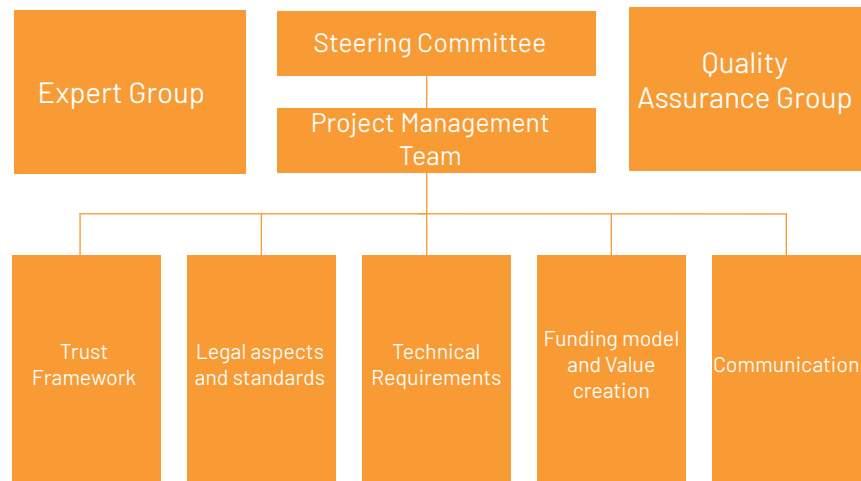 Steering Committee
Expert Group
Quality
Assurance Group
Project Management
Team
Trust
Framework
Legal aspects
and standards
Technical
Requirements
Funding model
and Value
creation
Communication